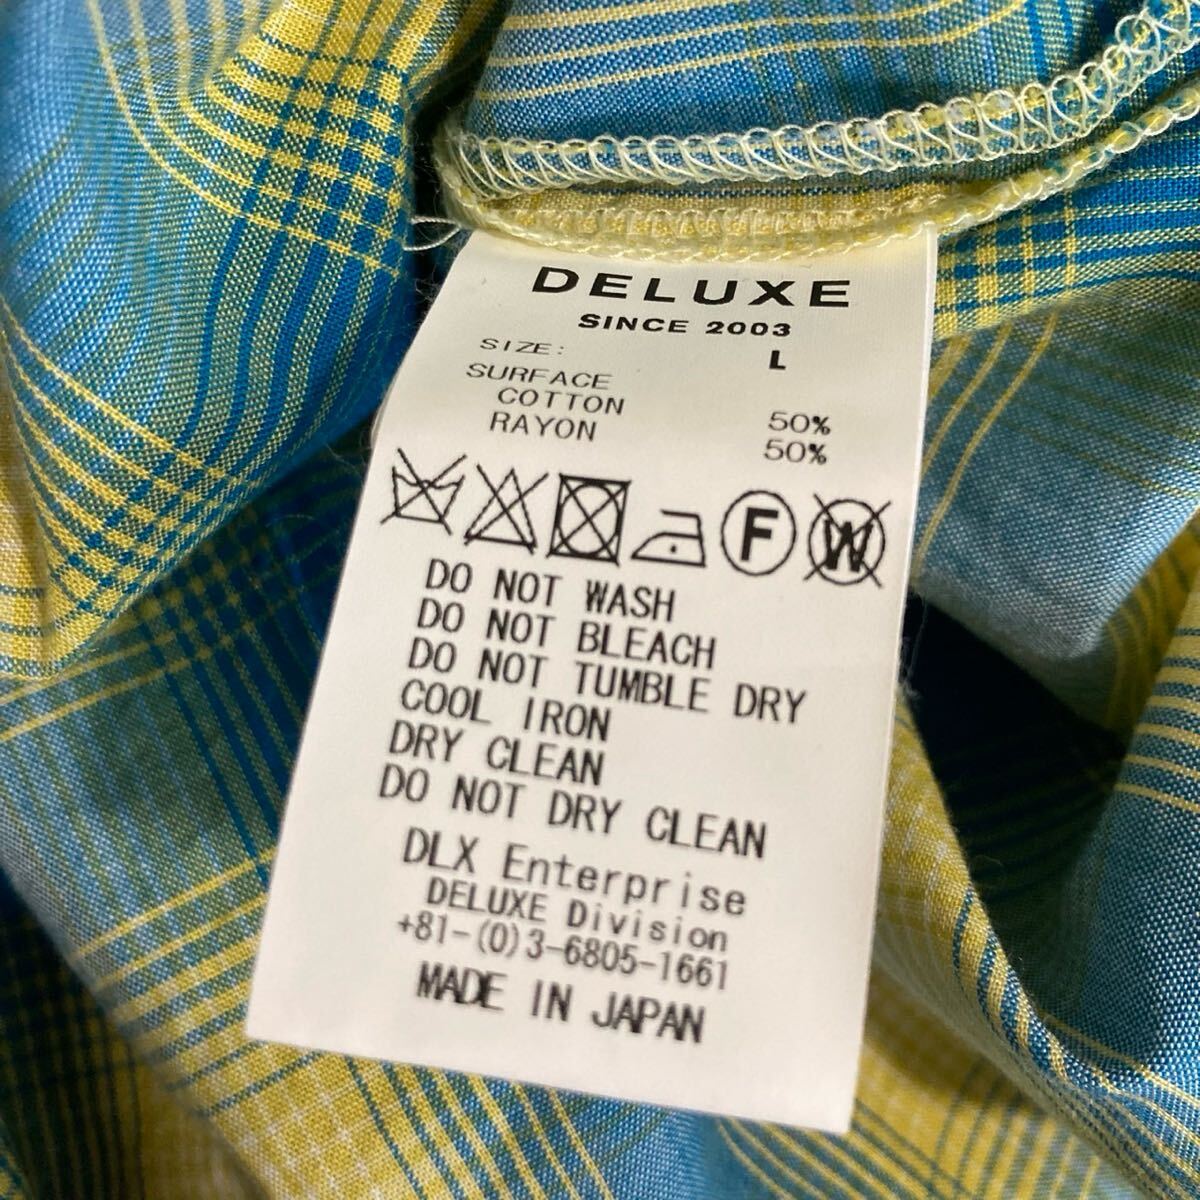 DELUXE
SINCE 2003
SIZE: L
SURFACE
COTTON 50%
RAYON 50%
F W
DO NOT WASH
DO NOT BLEACH
DO NOT TUMBLE DRY
COOL IRON
DRY CLEAN
DO NOT DRY CLEAN
DLX Enterprise
DELUXE Division
+81-(0)3-6805-1661
MADE IN JAPAN